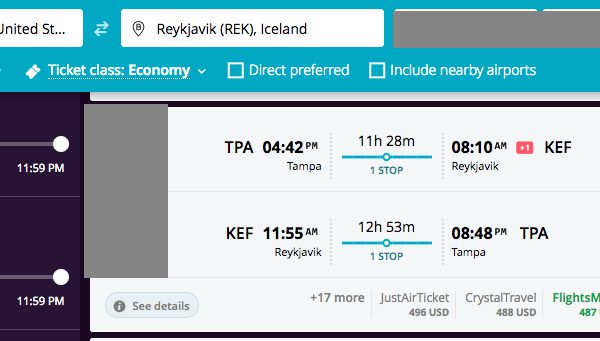 United St...
Reykjavik (REK), Iceland
Ticket class: Economy
Direct preferred
Include nearby airports
11:59 PM
11:59 PM
TPA 04:42 PM
Tampa
11h 28m
1 STOP
08:10 AM +1 KEF
Reykjavik
KEF 11:55 AM
Reykjavik
12h 53m
1 STOP
08:48 PM TPA
Tampa
See details
+17 more
JustAirTicket
496 USD
CrystalTravel
488 USD
FlightsM
487